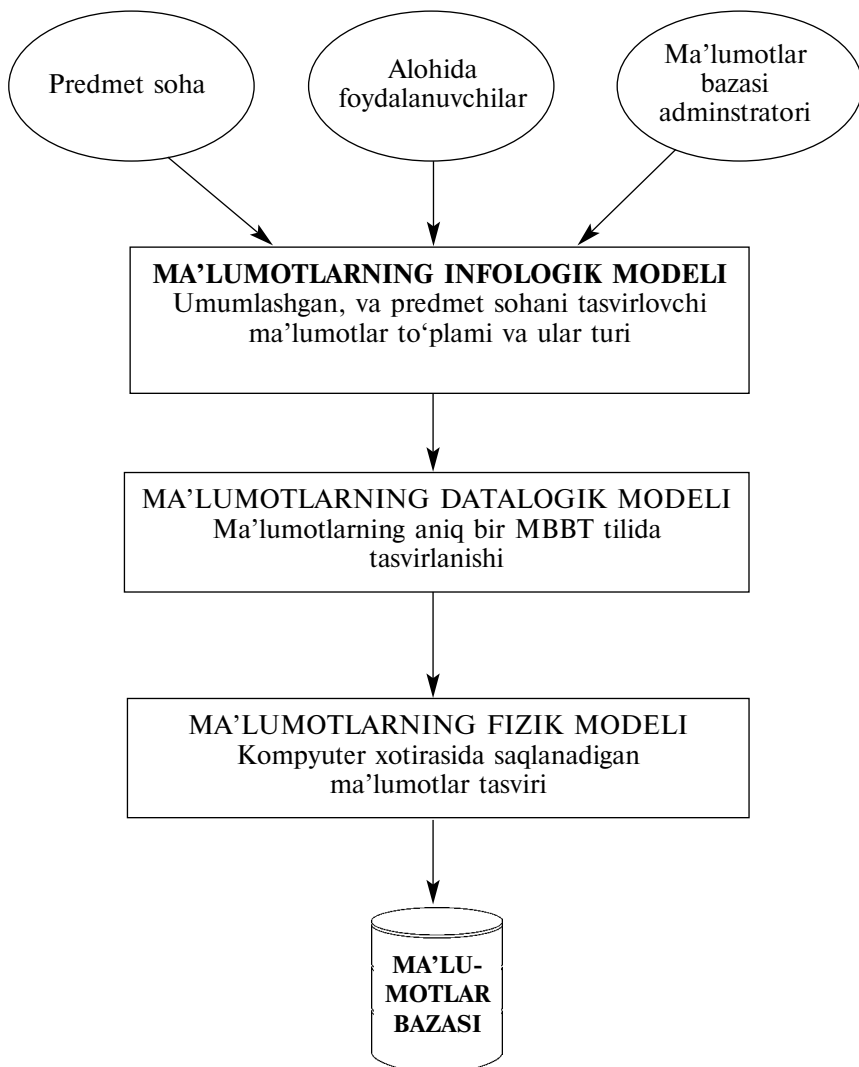 Predmet soha
Alohida
foydalanuvchilar
Ma’lumotlar
bazasi
adminstratori
MA’LUMOTLARNING INFOLOGIK MODELI
Umumlashgan, va predmet sohani tasvirlovchi
ma’lumotlar to‘plami va ular turi
MA’LUMOTLARNING DATALOGIK MODELI
Ma’lumotlarning aniq bir MBBT tilida
tasvirlanishi
MA’LUMOTLARNING FIZIK MODELI
Kompyuter xotirasida saqlanadigan
ma’lumotlar tasviri
MA’LU-
MOTLAR
BAZASI